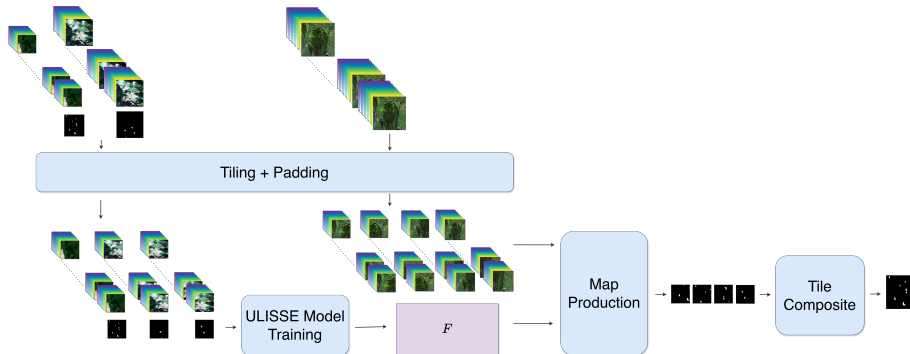 Tiling + Padding
ULISSE Model
Training
F
Map
Production
Tile
Composite